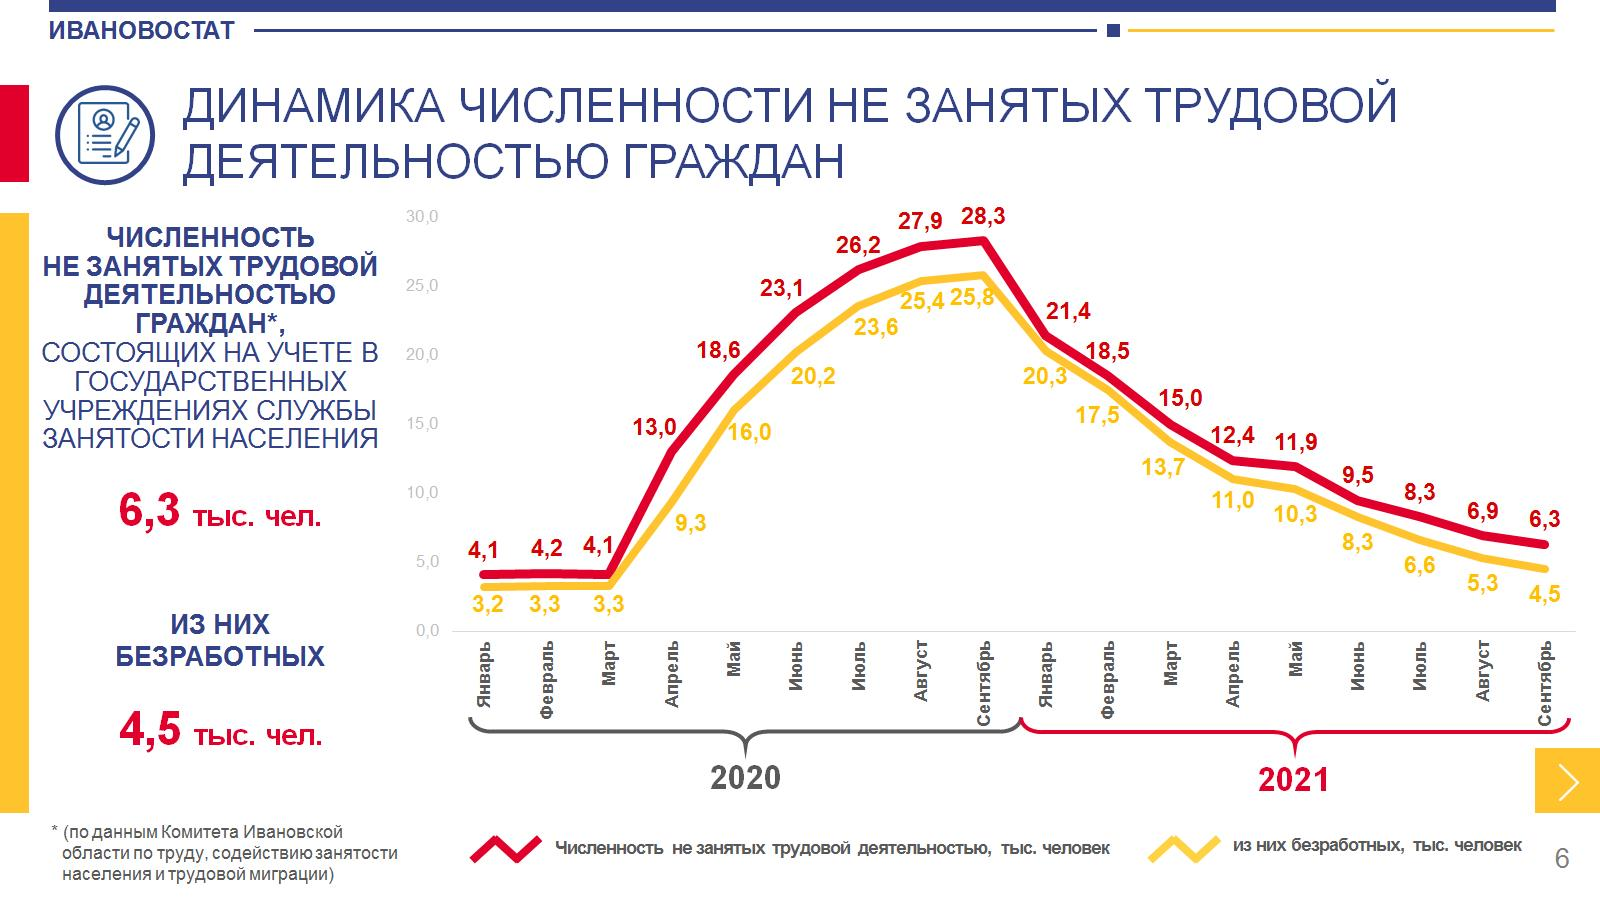 ИВАНОВОСТАТ
ДИНАМИКА ЧИСЛЕННОСТИ НЕ ЗАНЯТЫХ ТРУДОВОЙ
ДЕЯТЕЛЬНОСТЬЮ ГРАЖДАН
ЧИСЛЕННОСТЬ
НЕ ЗАНЯТЫХ ТРУДОВОЙ
ДЕЯТЕЛЬНОСТЬЮ
ГРАЖДАН*,
СОСТОЯЩИХ НА УЧЕТЕ В
ГОСУДАРСТВЕННЫХ
УЧРЕЖДЕНИЯХ СЛУЖБЫ
ЗАНЯТОСТИ НАСЕЛЕНИЯ
6,3 тыс. чел.
ИЗ НИХ
БЕЗРАБОТНЫХ
4,5 тыс. чел.
* (по данным Комитета Ивановской
области по труду, содействию занятости
населения и трудовой миграции)
30,0
25,0
20,0
15,0
10,0
5,0
0,0
4,1
4,2
4,1
13,0
18,6
23,1
26,2
27,9
28,3
21,4
18,5
15,0
12,4
11,9
9,5
8,3
6,9
6,3
3,2
3,3
3,3
9,3
16,0
20,2
23,6
25,4
25,8
20,3
17,5
13,7
11,0
10,3
8,3
6,6
5,3
4,5
Январь
Февраль
Март
Апрель
Май
Июнь
Июль
Август
Сентябрь
Январь
Февраль
Март
Апрель
Май
Июнь
Июль
Август
Сентябрь
2020
2021
Численность не занятых трудовой деятельностью, тыс. человек
из них безработных, тыс. человек
6